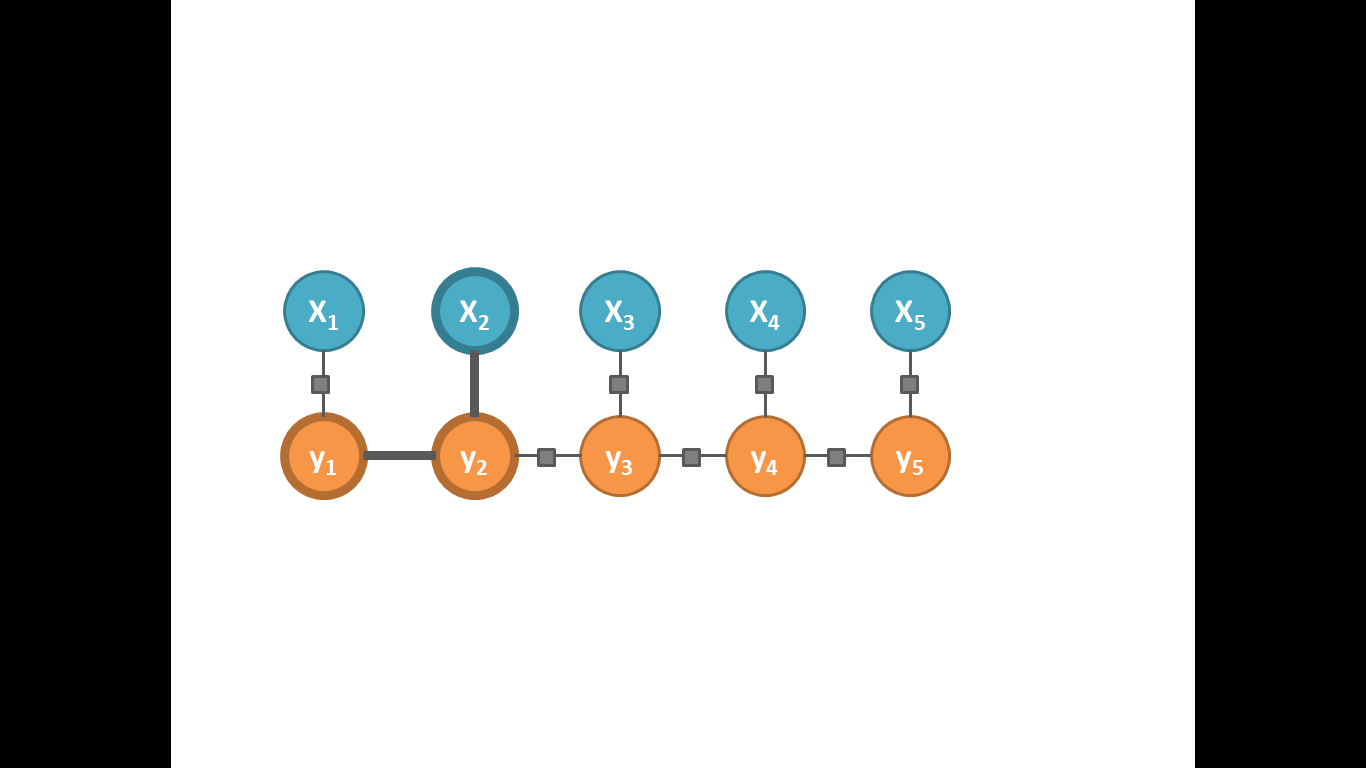 X₁ X₂ X₃ X₄ X₅
y₁ y₂ y₃ y₄ y₅